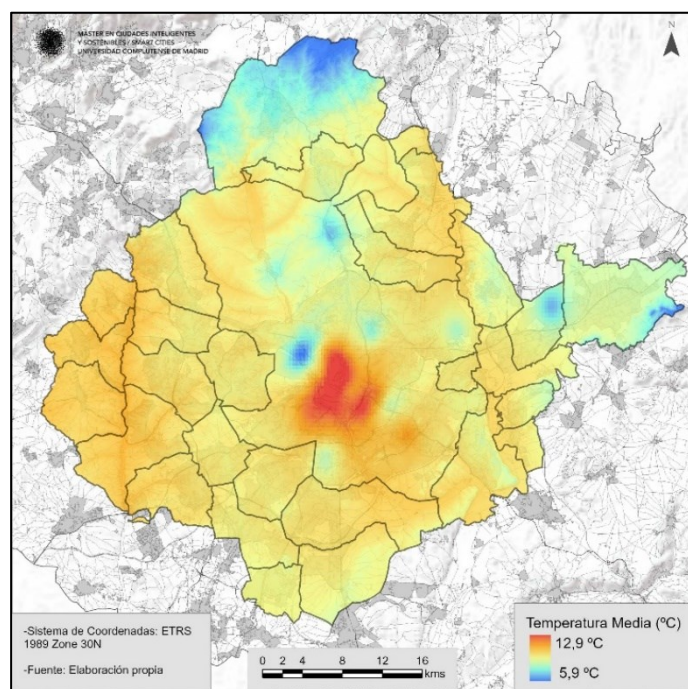 MÁSTER EN CIUDADES INTELIGENTES
Y SOSTENIBLES / SMART CITIES
UNIVERSIDAD COMPLUTENSE DE MADRID
N
-Sistema de Coordenadas: ETRS
1989 Zone 30N
-Fuente: Elaboración propia
0 2 4 8 12 16
kms
Temperatura Media (ºC)
12,9 ºC
5,9 ºC